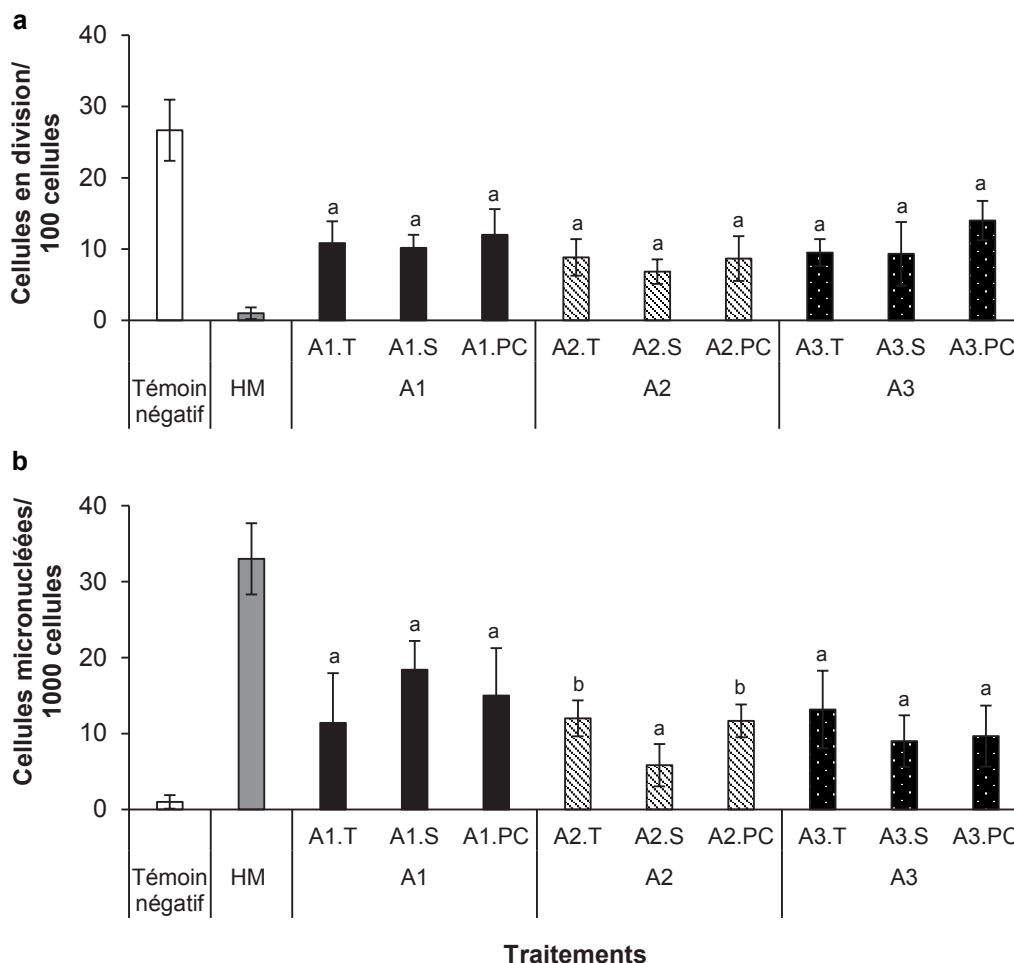 a
Cellules en division/
100 cellules
40
30
20
10
0
a a a a a a a a a
A1.T A1.S A1.PC A2.T A2.S A2.PC A3.T A3.S A3.PC
Témoin
négatif HM A1 A2 A3
b
Cellules micronucléées/
1000 cellules
40
30
20
10
0
a a a b a b a a a
A1.T A1.S A1.PC A2.T A2.S A2.PC A3.T A3.S A3.PC
Témoin
négatif HM A1 A2 A3
Traitements